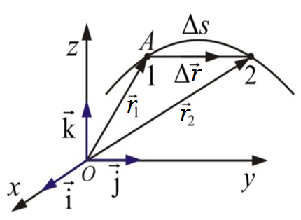 Δs
z
A
1
Δr⃗
2
r⃗₁
r⃗₂
k⃗
O
x
i⃗
j⃗
y